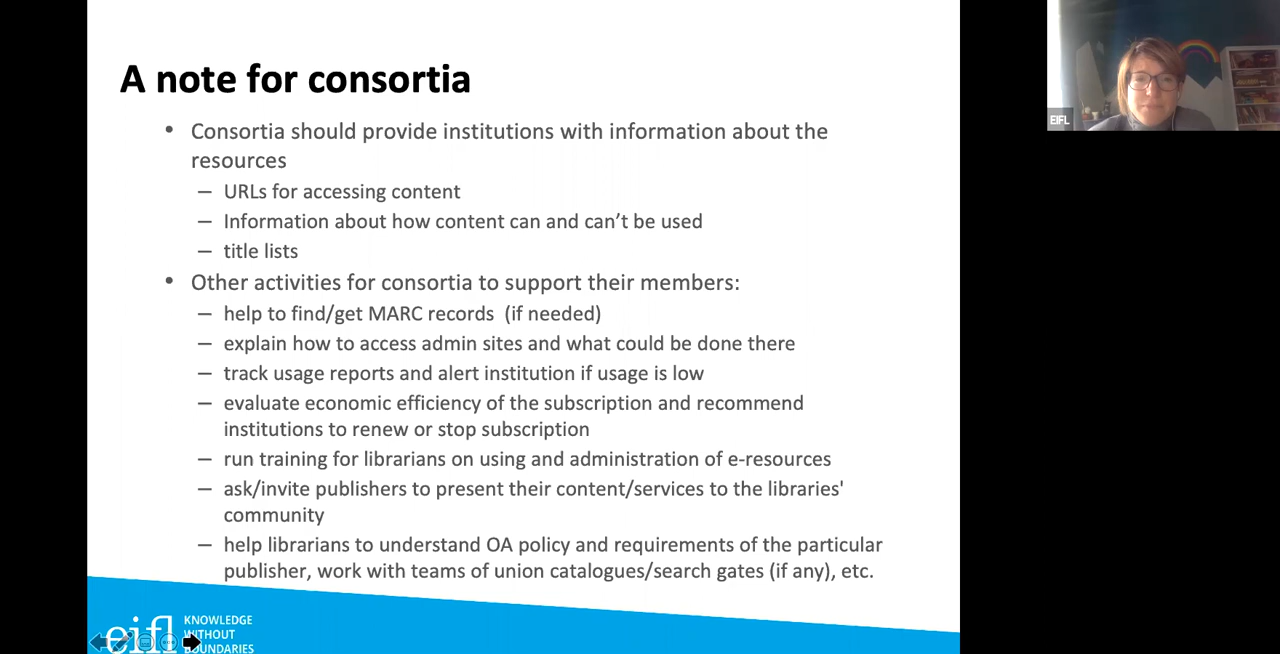 A note for consortia
• Consortia should provide institutions with information about the
resources
– URLs for accessing content
– Information about how content can and can’t be used
– title lists
• Other activities for consortia to support their members:
– help to find/get MARC records (if needed)
– explain how to access admin sites and what could be done there
– track usage reports and alert institution if usage is low
– evaluate economic efficiency of the subscription and recommend
institutions to renew or stop subscription
– run training for librarians on using and administration of e-resources
– ask/invite publishers to present their content/services to the libraries'
community
– help librarians to understand OA policy and requirements of the particular
publisher, work with teams of union catalogues/search gates (if any), etc.
eifl
KNOWLEDGE
WITHOUT
BOUNDARIES
EIFL